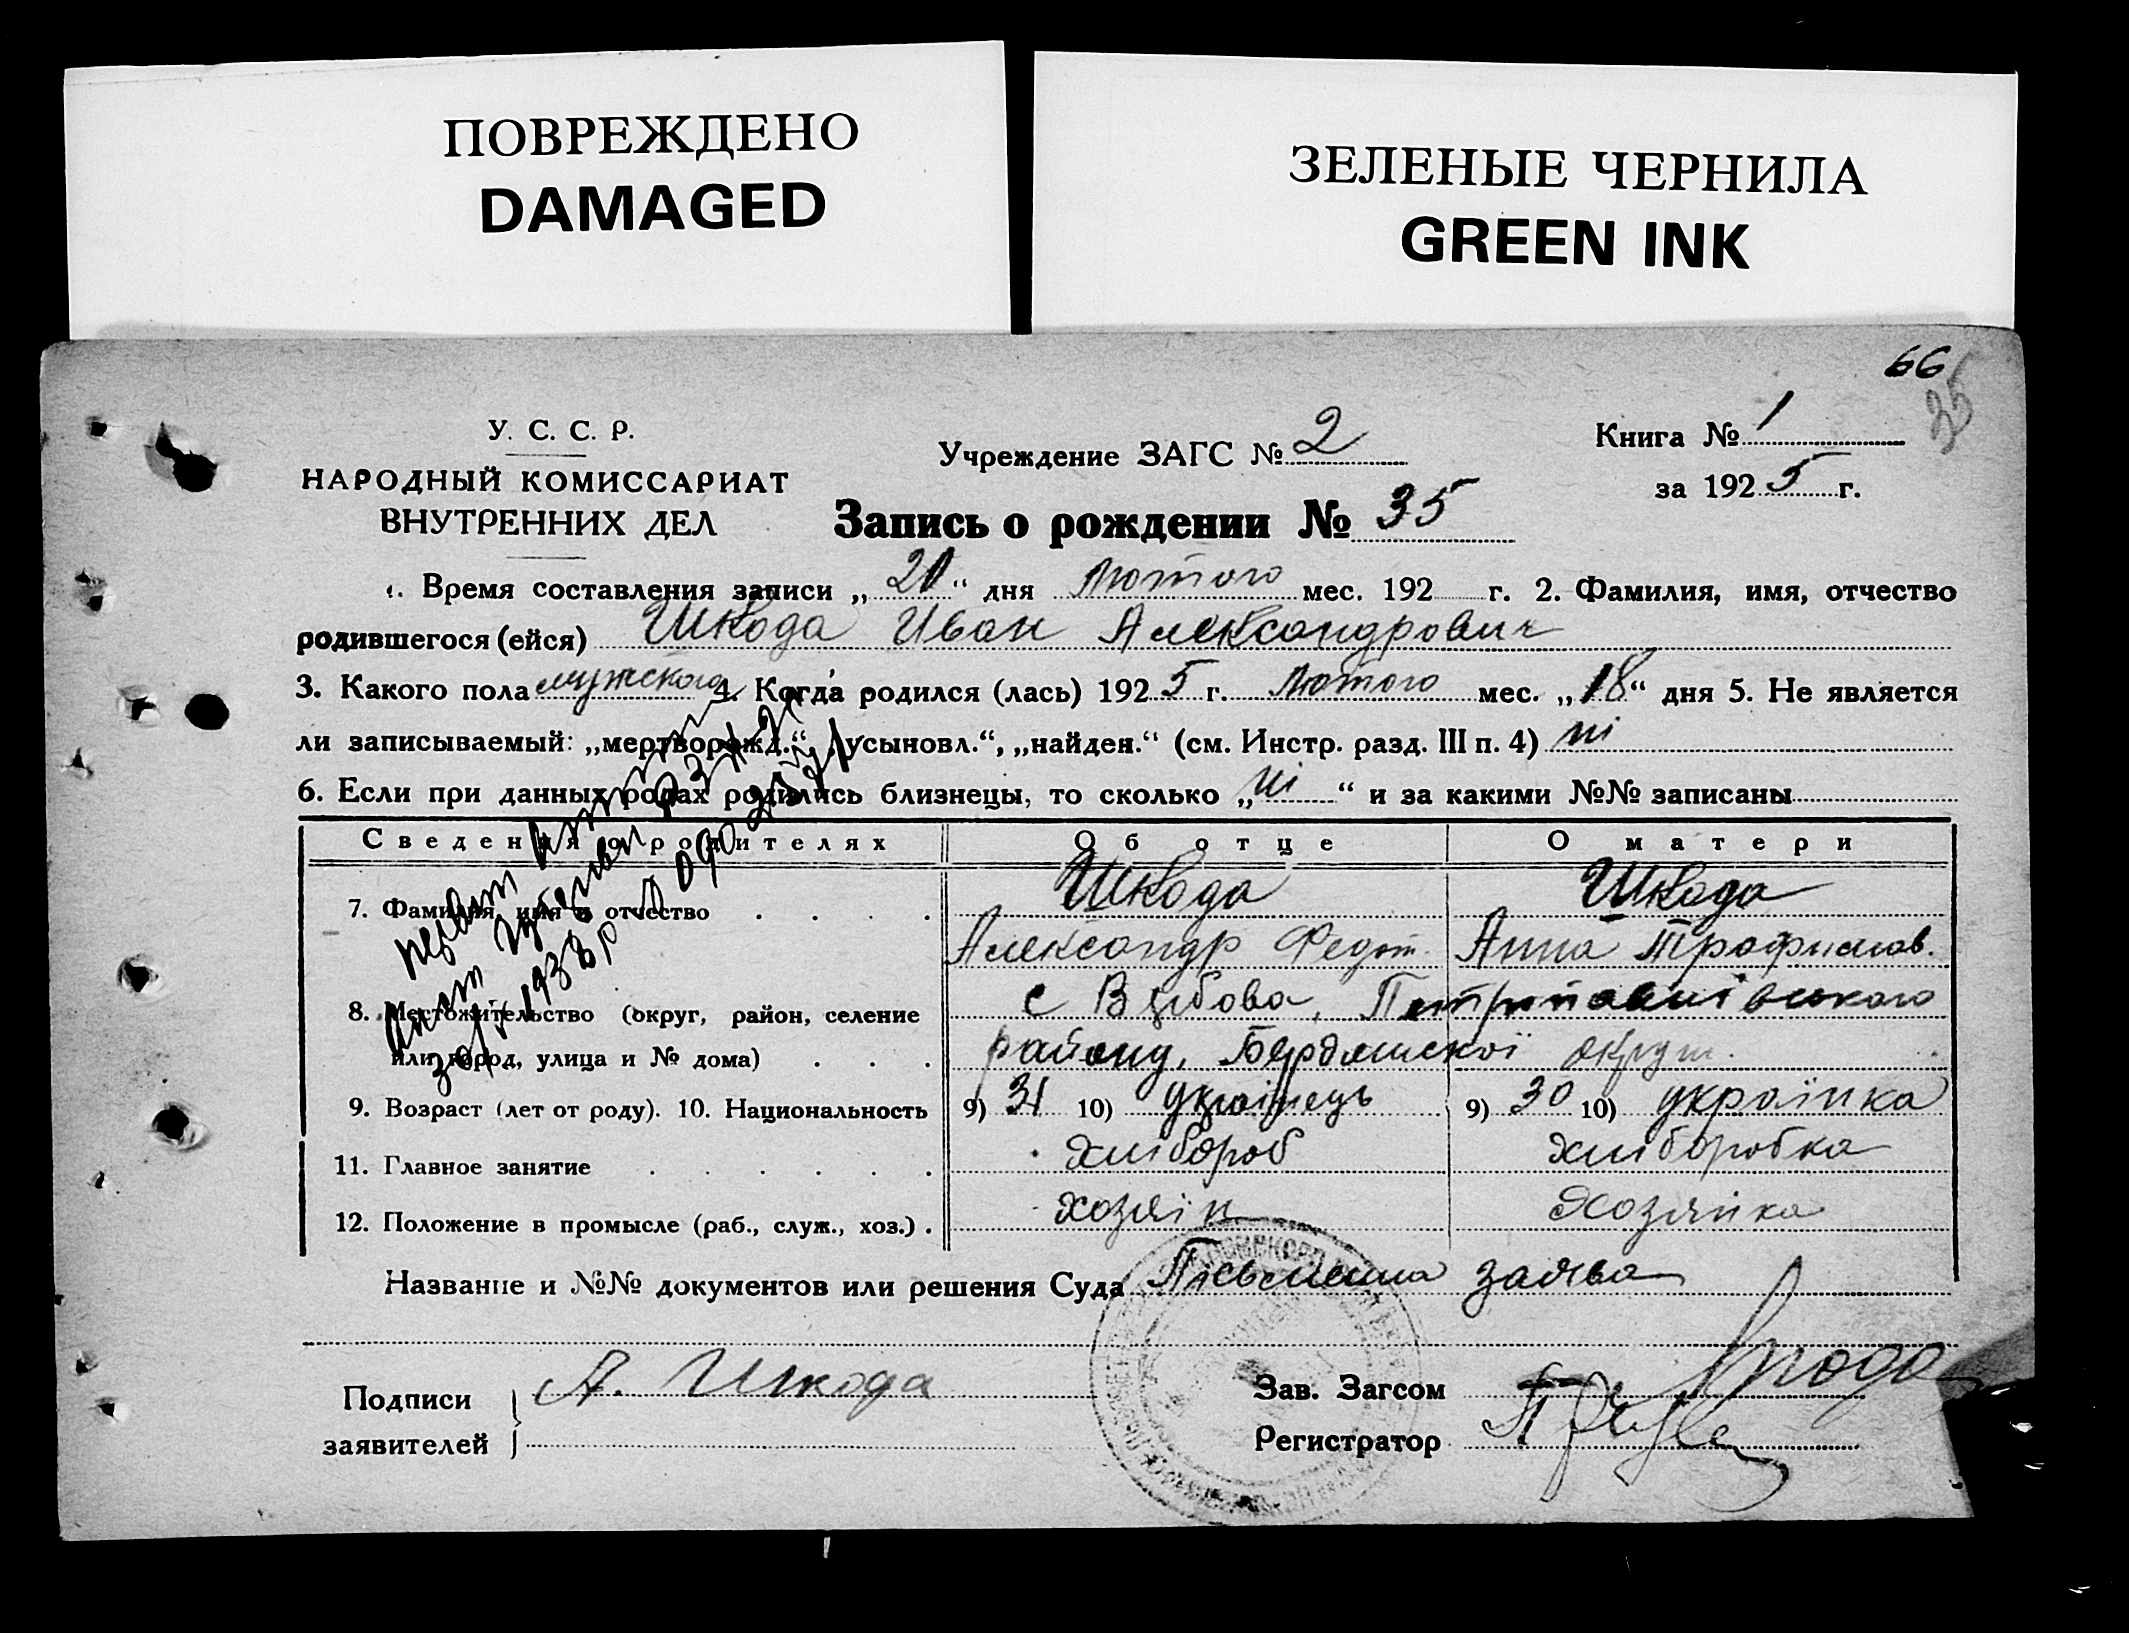 ПОВРЕЖДЕНО
DAMAGED
ЗЕЛЕНЫЕ ЧЕРНИЛА
GREEN INK
66
35
У. С. С. Р.
НАРОДНЫЙ КОМИССАРИАТ
ВНУТРЕННИХ ДЕЛ
Учреждение ЗАГС № 2
Книга № 1
за 1925 г.
Запись о рождении № 35
1. Время составления записи „20“ дня Лютого мес. 192 г. 2. Фамилия, имя, отчество
родившегося (ейся) Шкода Иван Александрович
3. Какого пола мужского 4. Когда родился (лась) 1925 г. Лютого мес. „18“ дня 5. Не является
ли записываемый: „мертворожд.“, „усыновл.“, „найден.“ (см. Инстр. разд. III п. 4) ні
6. Если при данных родах родились близнецы, то сколько „ні“ и за какими №№ записаны
Сведения о родителях Об отце О матери
7. Фамилия, имя и отчество Шкода Шкода
Александр Федот. Анна Трофимов.
8. Местожительство (округ, район, селение с
или город, улица и № дома) району, Бердянскої округи
9. Возраст (лет от роду). 10. Национальность 9) 31 10) українець 9) 30 10) українка
11. Главное занятие хлібороб хліборобка
12. Положение в промысле (раб., служ., хоз.) хозяїн хозяйка
Название и №№ документов или решения Суда Письменна заява
Подписи заявителей А. Шкода
Зав. Загсом
Регистратор